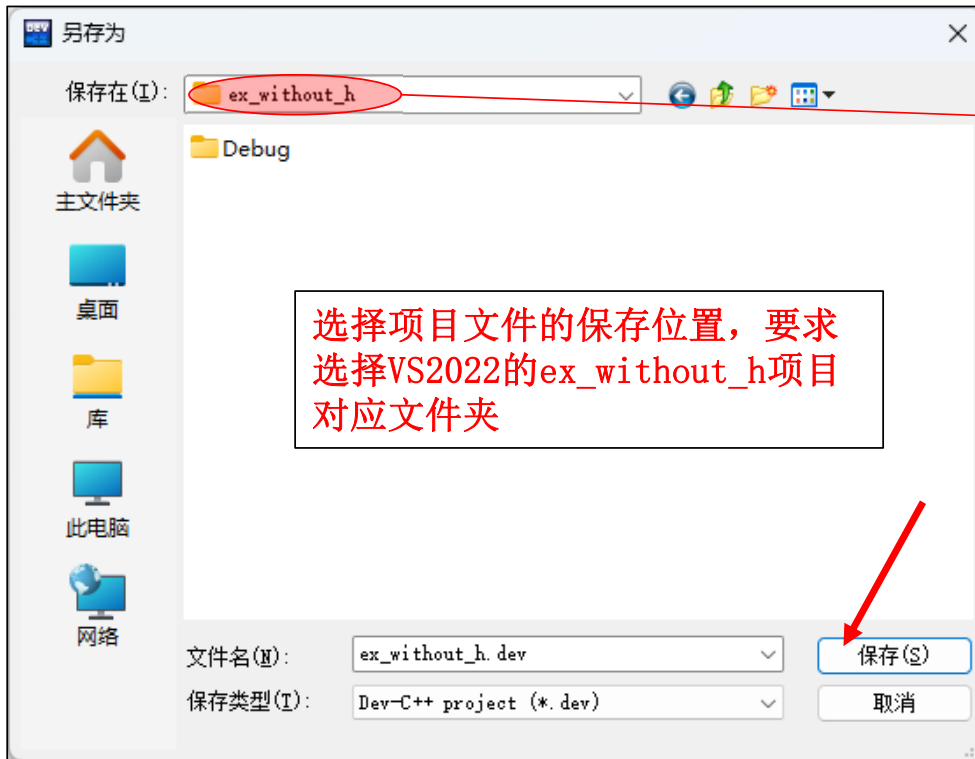 DEV
另存为
保存在(I):
ex_without_h
Debug
主文件夹
桌面
库
此电脑
网络
选择项目文件的保存位置，要求
选择VS2022的ex_without_h项目
对应文件夹
文件名(N):
ex_without_h.dev
保存(S)
保存类型(T):
Dev-C++ project (*.dev)
取消